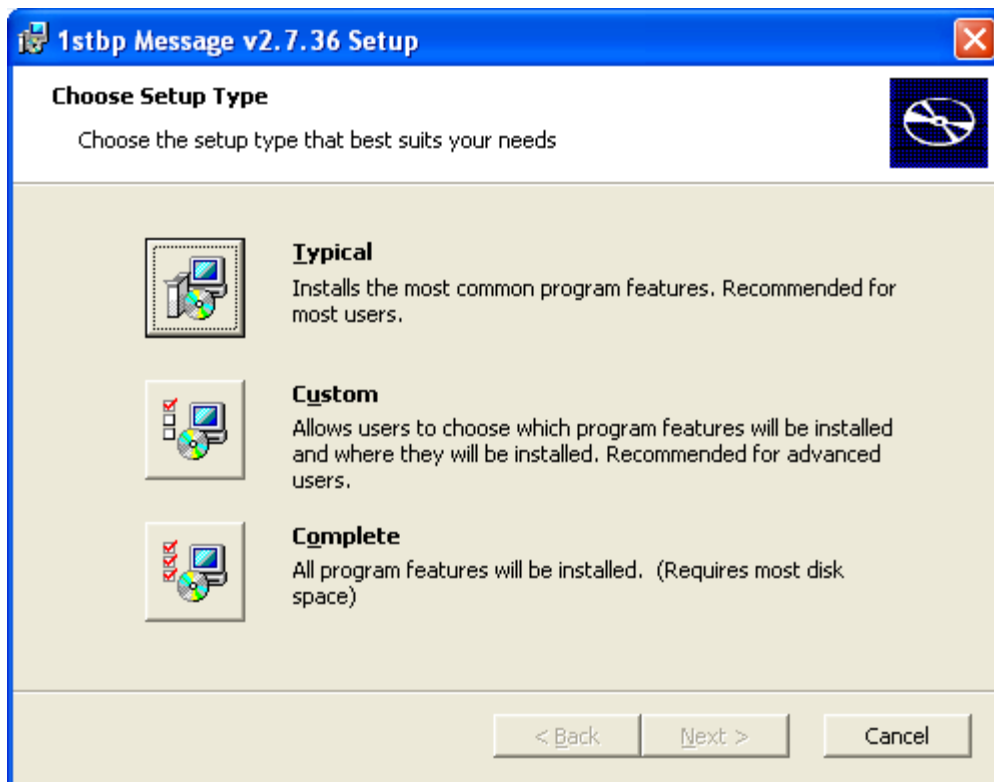 1stbp Message v2.7.36 Setup
Choose Setup Type
Choose the setup type that best suits your needs
Typical
Installs the most common program features. Recommended for
most users.
Custom
Allows users to choose which program features will be installed
and where they will be installed. Recommended for advanced
users.
Complete
All program features will be installed.  (Requires most disk
space)
< Back
Next >
Cancel